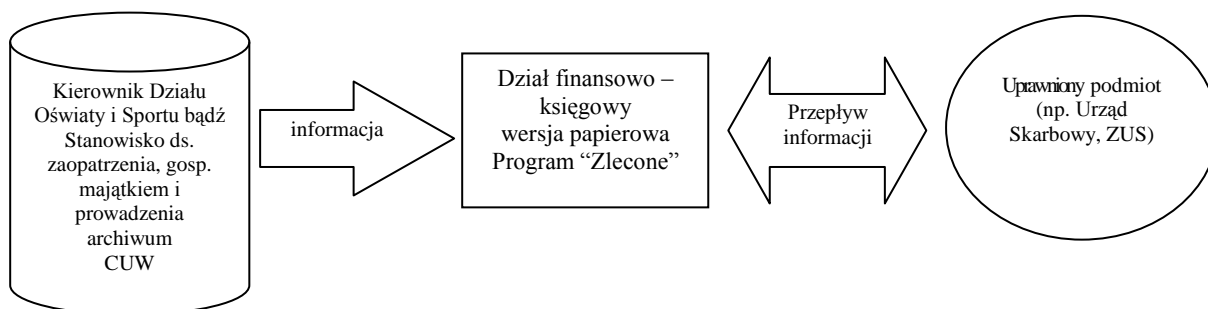 Kierownik Działu
Oświaty i Sportu bądź
Stanowisko ds.
zaopatrzenia, gosp.
majątkiem i
prowadzenia
archiwum
CUW
informacja
Dział finansowo –
księgowy
wersja papierowa
Program “Zlecone”
Przepływ
informacji
Uprawniony podmiot
(np. Urząd
Skarbowy, ZUS)